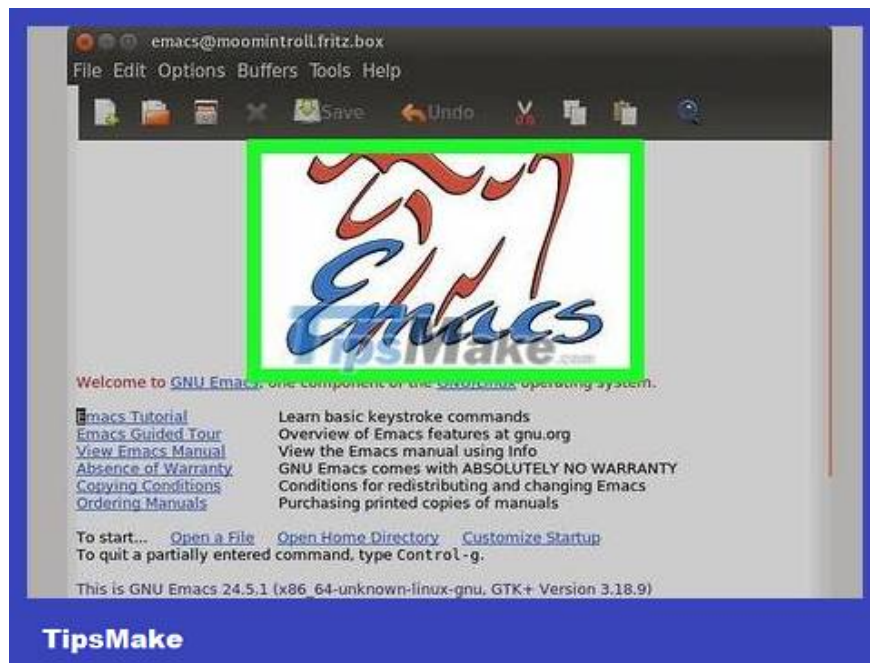 emacs@moomintroll.fritz.box
File Edit Options Buffers Tools Help
Save Undo
Emacs
TipsMake.com
Welcome to GNU Emacs, one component of the GNU/Linux operating system.
Emacs Tutorial Learn basic keystroke commands
Emacs Guided Tour Overview of Emacs features at gnu.org
View Emacs Manual View the Emacs manual using Info
Absence of Warranty GNU Emacs comes with ABSOLUTELY NO WARRANTY
Copying Conditions Conditions for redistributing and changing Emacs
Ordering Manuals Purchasing printed copies of manuals
To start... Open a File Open Home Directory Customize Startup
To quit a partially entered command, type Control-g.
This is GNU Emacs 24.5.1 (x86_64-unknown-linux-gnu, GTK+ Version 3.18.9)
TipsMake